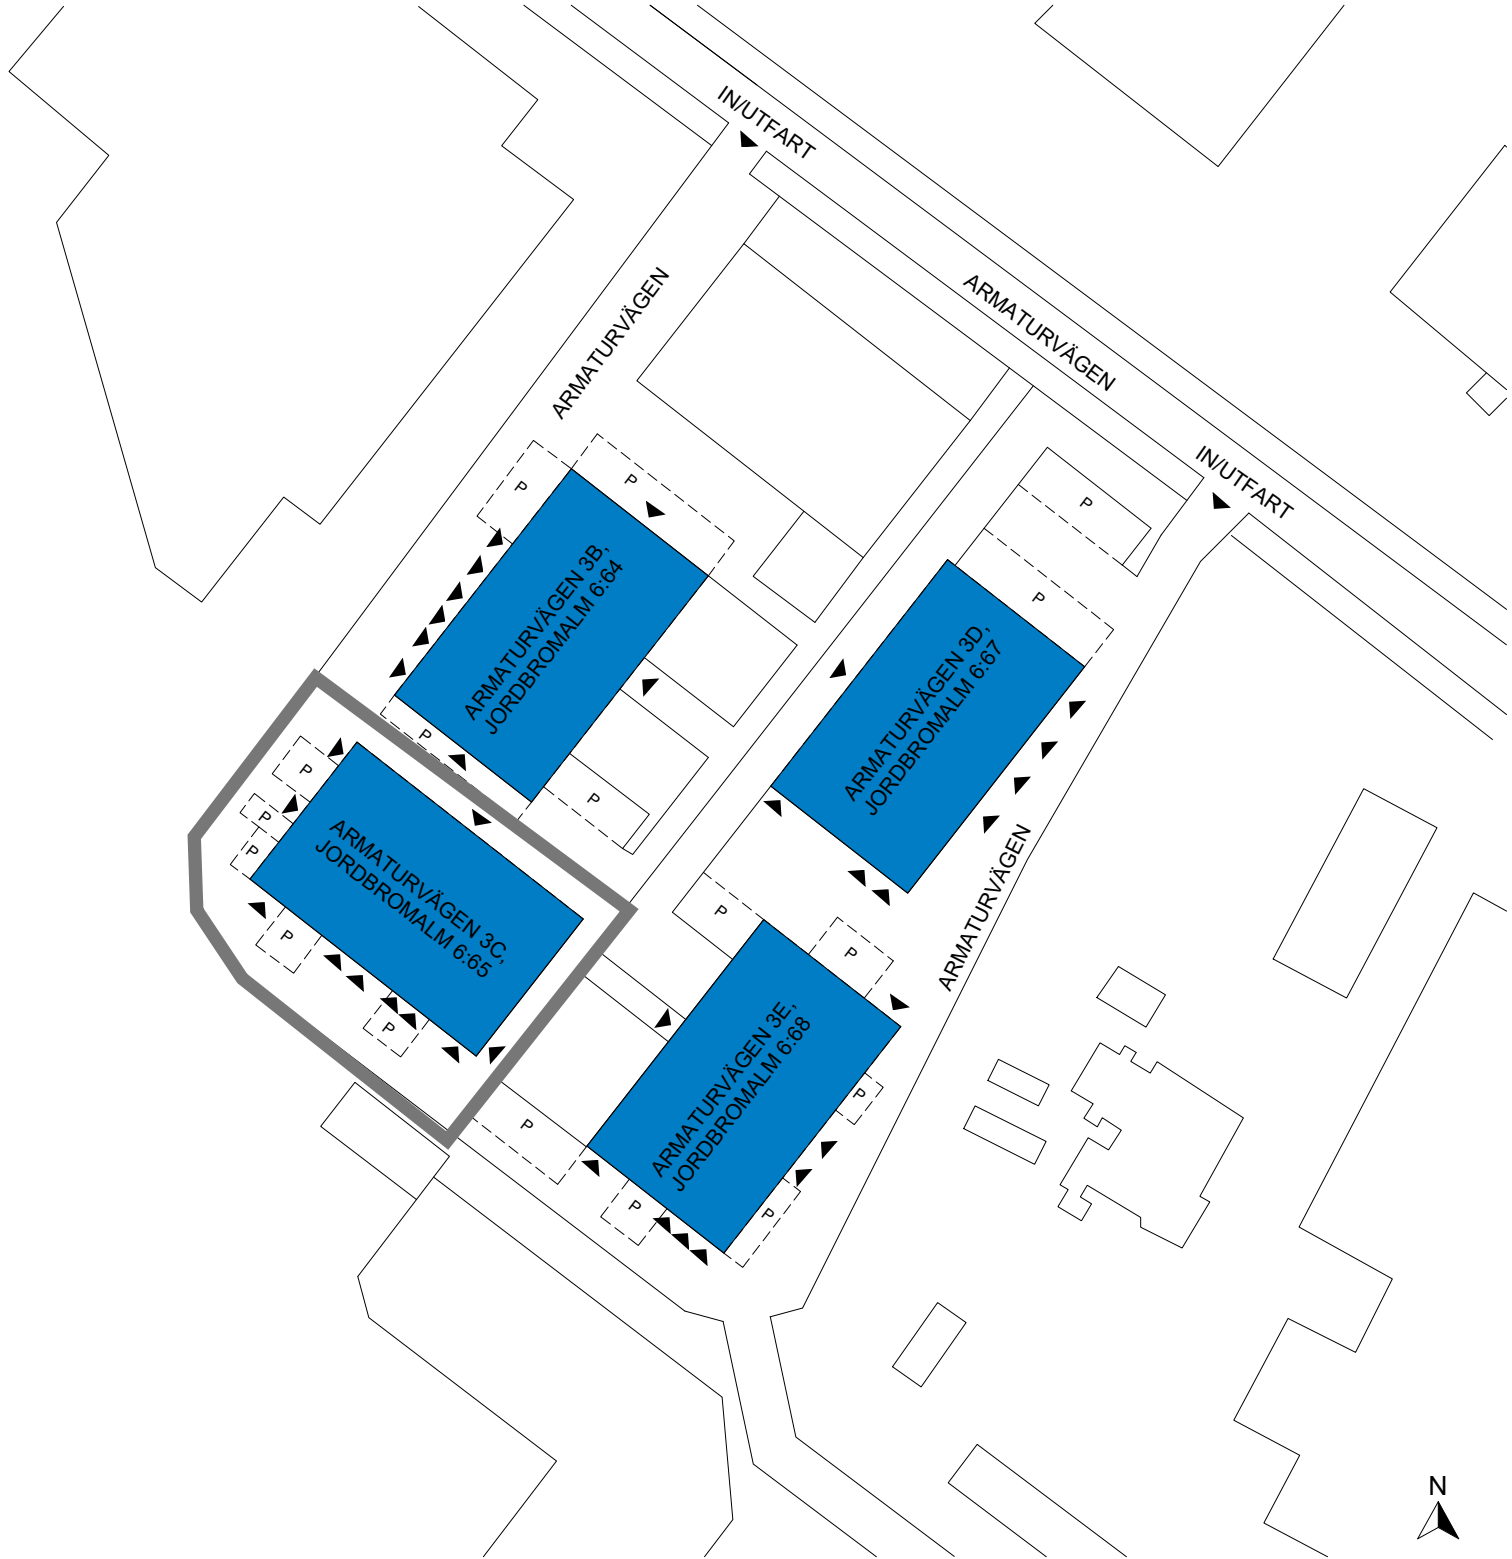 IN/UTFART
ARMATURVÄGEN
ARMATURVÄGEN
IN/UTFART
P
P
P
ARMATURVÄGEN 3B,
JORDBROMALM 6:64
P
P
P
ARMATURVÄGEN 3D,
JORDBROMALM 6:67
P
P
P
ARMATURVÄGEN 3C,
JORDBROMALM 6:65
P
P
ARMATURVÄGEN
P
P
ARMATURVÄGEN 3E,
JORDBROMALM 6:68
P
P
P
P
N